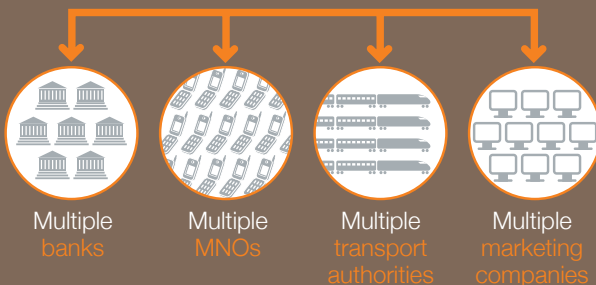 Multiple
banks
Multiple
MNOs
Multiple
transport
authorities
Multiple
marketing
companies